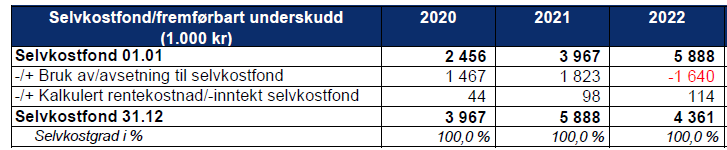 Selvkostfond/fremførbart underskudd (1.000 kr) 2020 2021 2022
Selvkostfond 01.01 2 456 3 967 5 888
-/+ Bruk av/avsetning til selvkostfond 1 467 1 823 -1 640
-/+ Kalkulert rentekostnad/-inntekt selvkostfond 44 98 114
Selvkostfond 31.12 3 967 5 888 4 361
Selvkostgrad i % 100,0 % 100,0 % 100,0 %